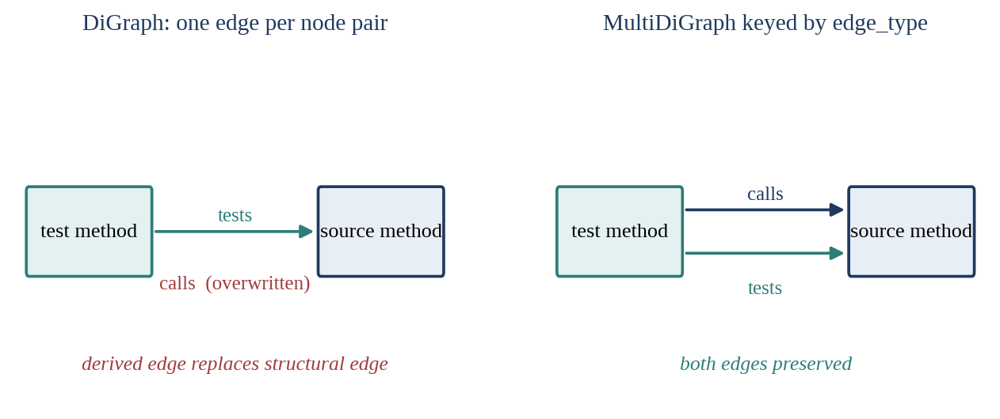 DiGraph: one edge per node pair
test method
tests
source method
calls  (overwritten)
derived edge replaces structural edge
MultiDiGraph keyed by edge_type
test method
calls
source method
tests
both edges preserved